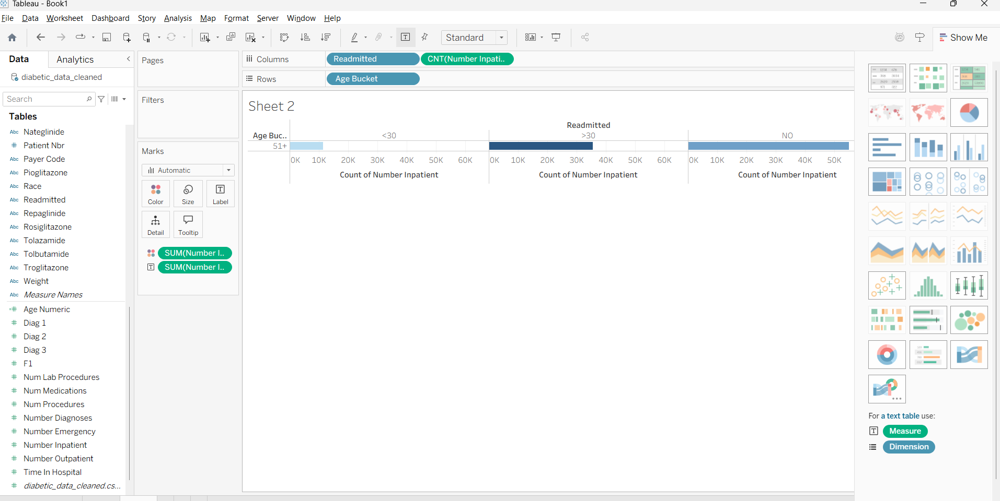 Tableau - Book1
File Data Worksheet Dashboard Story Analysis Map Format Server Window Help
Standard
Show Me
Data Analytics
diabetic_data_cleaned
Search
Tables
Abc Nateglinide
# Patient Nbr
Abc Payer Code
Abc Pioglitazone
Abc Race
Abc Readmitted
Abc Repaglinide
Abc Rosiglitazone
Abc Tolazamide
Abc Tolbutamide
Abc Troglitazone
Abc Weight
Abc Measure Names
=# Age Numeric
# Diag 1
# Diag 2
# Diag 3
# F1
# Num Lab Procedures
# Num Medications
# Num Procedures
# Number Diagnoses
# Number Emergency
# Number Inpatient
# Number Outpatient
# Time In Hospital
# diabetic_data_cleaned.cs...
Pages
Filters
Marks
Automatic
Color Size Label
Detail Tooltip
SUM(Number I..
SUM(Number I..
Columns Readmitted CNT(Number Inpati..
Rows Age Bucket
Sheet 2
Readmitted
Age Buc.. <30 >30 NO
51+
0K 10K 20K 30K 40K 50K 60K 0K 10K 20K 30K 40K 50K 60K 0K 10K 20K 30K 40K 50K
Count of Number Inpatient Count of Number Inpatient Count of Number Inpatient
For a text table use:
Measure
Dimension